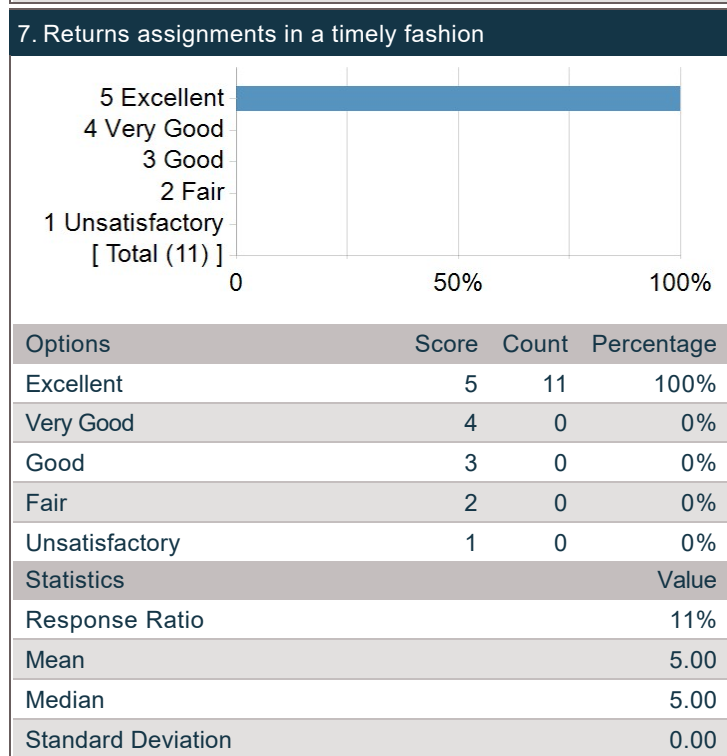 7. Returns assignments in a timely fashion
5 Excellent
4 Very Good
3 Good
2 Fair
1 Unsatisfactory
[ Total (11) ]
0 50% 100%
Options Score Count Percentage
Excellent 5 11 100%
Very Good 4 0 0%
Good 3 0 0%
Fair 2 0 0%
Unsatisfactory 1 0 0%
Statistics Value
Response Ratio 11%
Mean 5.00
Median 5.00
Standard Deviation 0.00